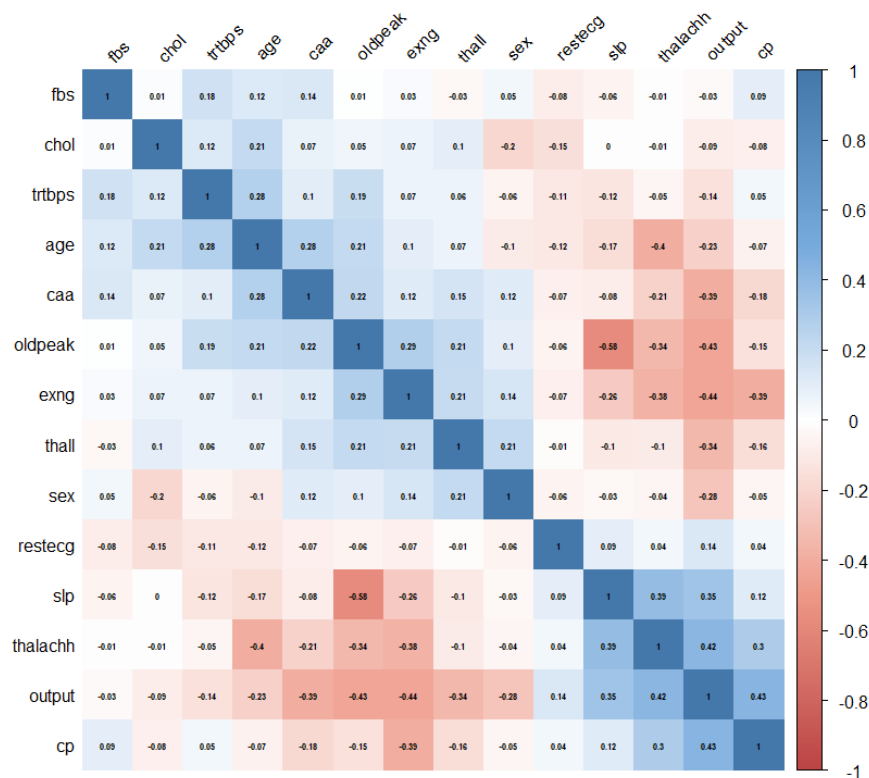 fbs chol trtbps age caa oldpeak exng thall sex restecg slp thalachh output cp
fbs 1 0.01 0.18 0.12 0.14 0.01 0.03 -0.03 0.05 -0.08 -0.06 -0.01 -0.03 0.09
chol 0.01 1 0.12 0.21 0.07 0.05 0.07 0.1 -0.2 -0.15 0 -0.01 -0.09 -0.08
trtbps 0.18 0.12 1 0.28 0.1 0.19 0.07 0.06 -0.06 -0.11 -0.12 -0.05 -0.14 0.05
age 0.12 0.21 0.28 1 0.28 0.21 0.1 0.07 -0.1 -0.12 -0.17 -0.4 -0.23 -0.07
caa 0.14 0.07 0.1 0.28 1 0.22 0.12 0.15 0.12 -0.07 -0.08 -0.21 -0.39 -0.18
oldpeak 0.01 0.05 0.19 0.21 0.22 1 0.29 0.21 0.1 -0.06 -0.58 -0.34 -0.43 -0.15
exng 0.03 0.07 0.07 0.1 0.12 0.29 1 0.21 0.14 -0.07 -0.26 -0.38 -0.44 -0.39
thall -0.03 0.1 0.06 0.07 0.15 0.21 0.21 1 0.21 -0.01 -0.1 -0.1 -0.34 -0.16
sex 0.05 -0.2 -0.06 -0.1 0.12 0.1 0.14 0.21 1 -0.06 -0.03 -0.04 -0.28 -0.05
restecg -0.08 -0.15 -0.11 -0.12 -0.07 -0.06 -0.07 -0.01 -0.06 1 0.09 0.04 0.14 0.04
slp -0.06 0 -0.12 -0.17 -0.08 -0.58 -0.26 -0.1 -0.03 0.09 1 0.39 0.35 0.12
thalachh -0.01 -0.01 -0.05 -0.4 -0.21 -0.34 -0.38 -0.1 -0.04 0.04 0.39 1 0.42 0.3
output -0.03 -0.09 -0.14 -0.23 -0.39 -0.43 -0.44 -0.34 -0.28 0.14 0.35 0.42 1 0.43
cp 0.09 -0.08 0.05 -0.07 -0.18 -0.15 -0.39 -0.16 -0.05 0.04 0.12 0.3 0.43 1
1
0.8
0.6
0.4
0.2
0
-0.2
-0.4
-0.6
-0.8
-1